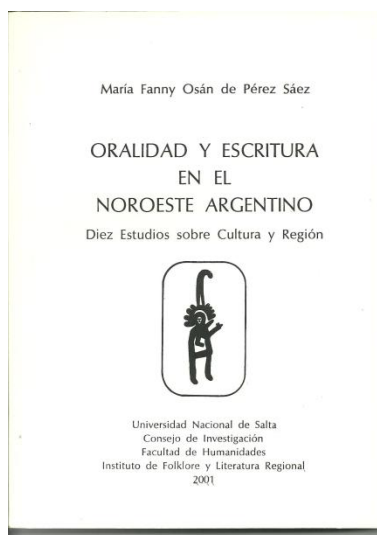 María Fanny Osán de Pérez Sáez
ORALIDAD Y ESCRITURA
EN EL
NOROESTE ARGENTINO
Diez Estudios sobre Cultura y Región
Universidad Nacional de Salta
Consejo de Investigación
Facultad de Humanidades
Instituto de Folklore y Literatura Regional
2001